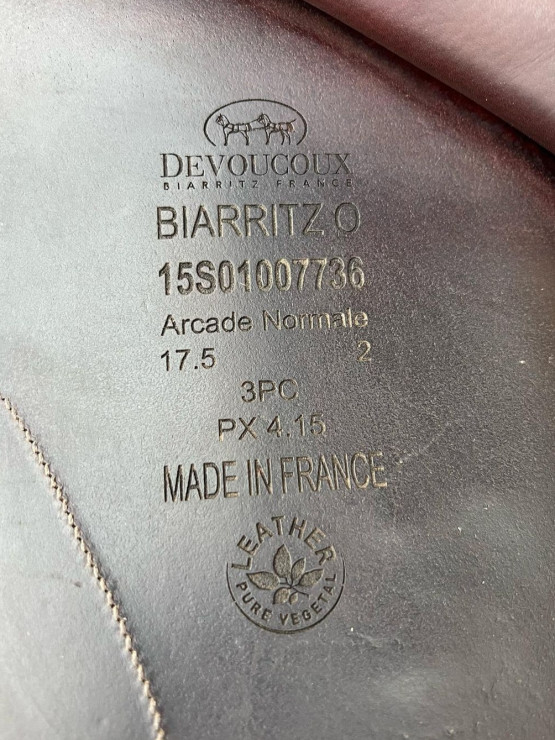 DEVOUCOUX
BIARRITZ FRANCE
BIARRITZ O
15S01007736
Arcade Normale
17.5 2
3PC
PX 4.15
MADE IN FRANCE
LEATHER
PURE VEGETAL